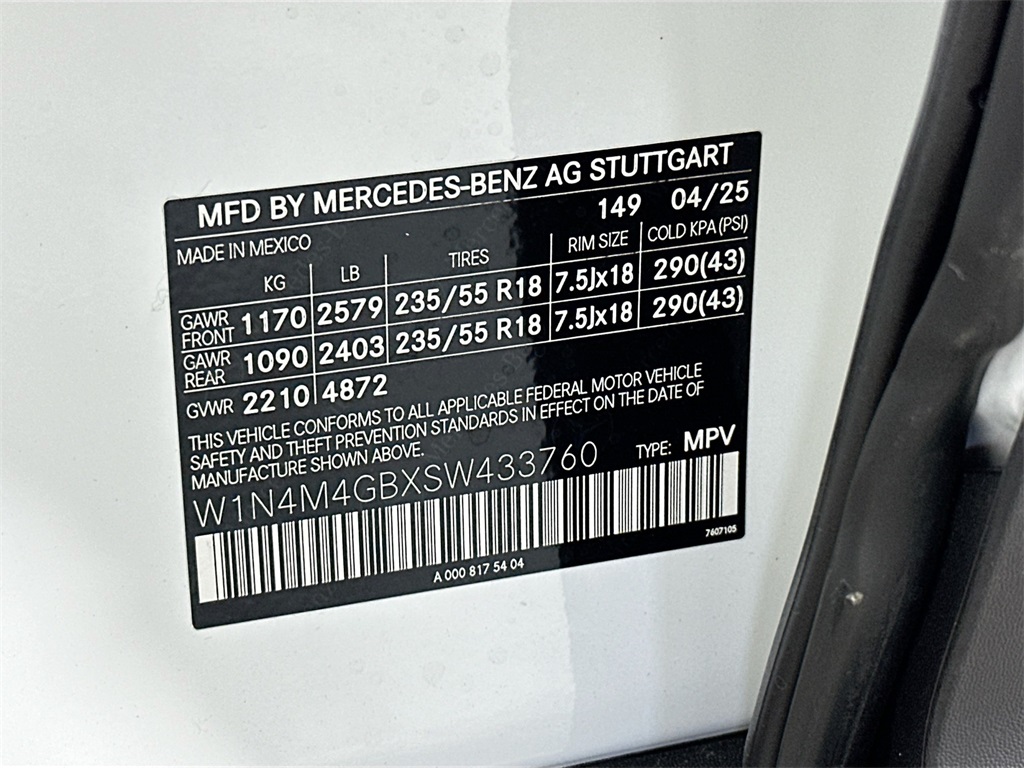 MFD BY MERCEDES-BENZ AG STUTTGART
149 04/25
MADE IN MEXICO
KG LB TIRES RIM SIZE COLD KPA (PSI)
GAWR FRONT 1170 2579 235/55 R18 7.5Jx18 290(43)
GAWR REAR 1090 2403 235/55 R18 7.5Jx18 290(43)
GVWR 2210 4872
THIS VEHICLE CONFORMS TO ALL APPLICABLE FEDERAL MOTOR VEHICLE
SAFETY AND THEFT PREVENTION STANDARDS IN EFFECT ON THE DATE OF
MANUFACTURE SHOWN ABOVE.
W1N4M4GBXSW433760 TYPE: MPV
7607105
A 000 817 54 04